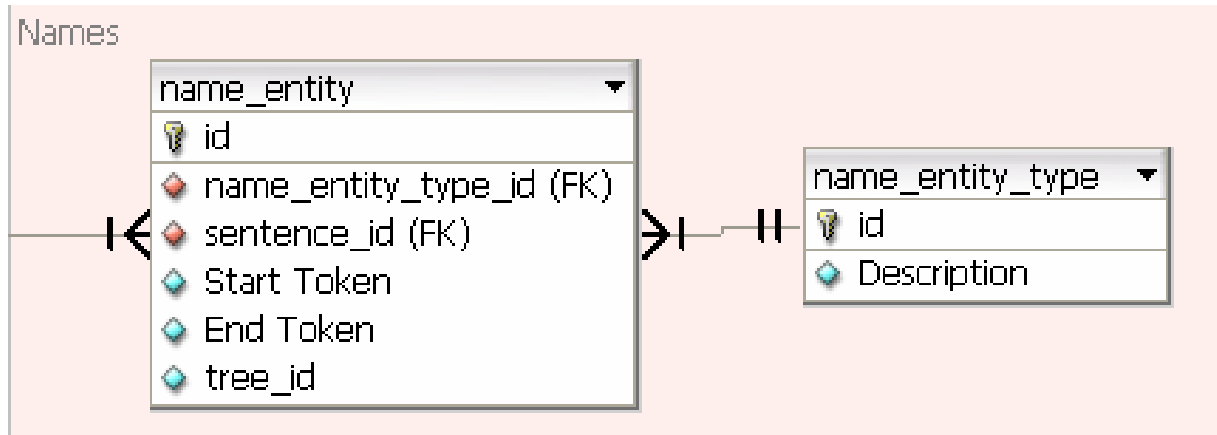 Names
name_entity
id
name_entity_type_id (FK)
sentence_id (FK)
Start Token
End Token
tree_id
name_entity_type
id
Description